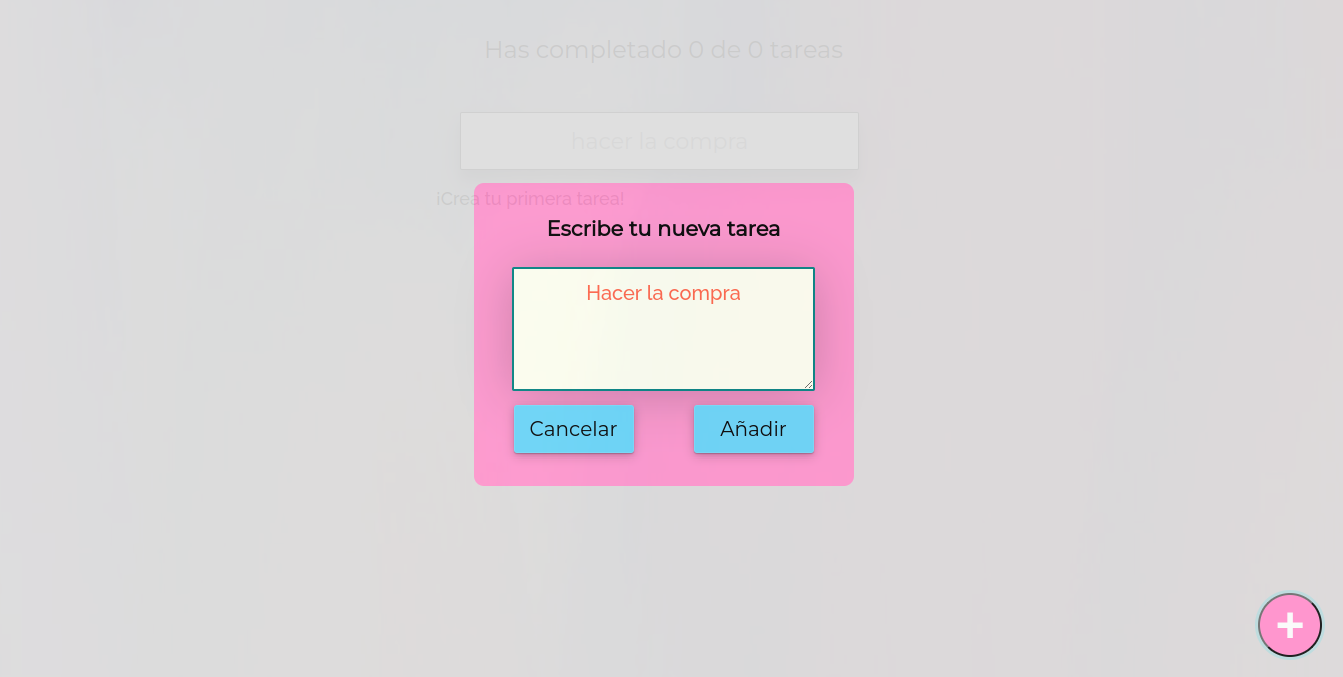 Has completado 0 de 0 tareas
hacer la compra
¡Crea tu primera tarea!
Escribe tu nueva tarea
Hacer la compra
Cancelar
Añadir
+